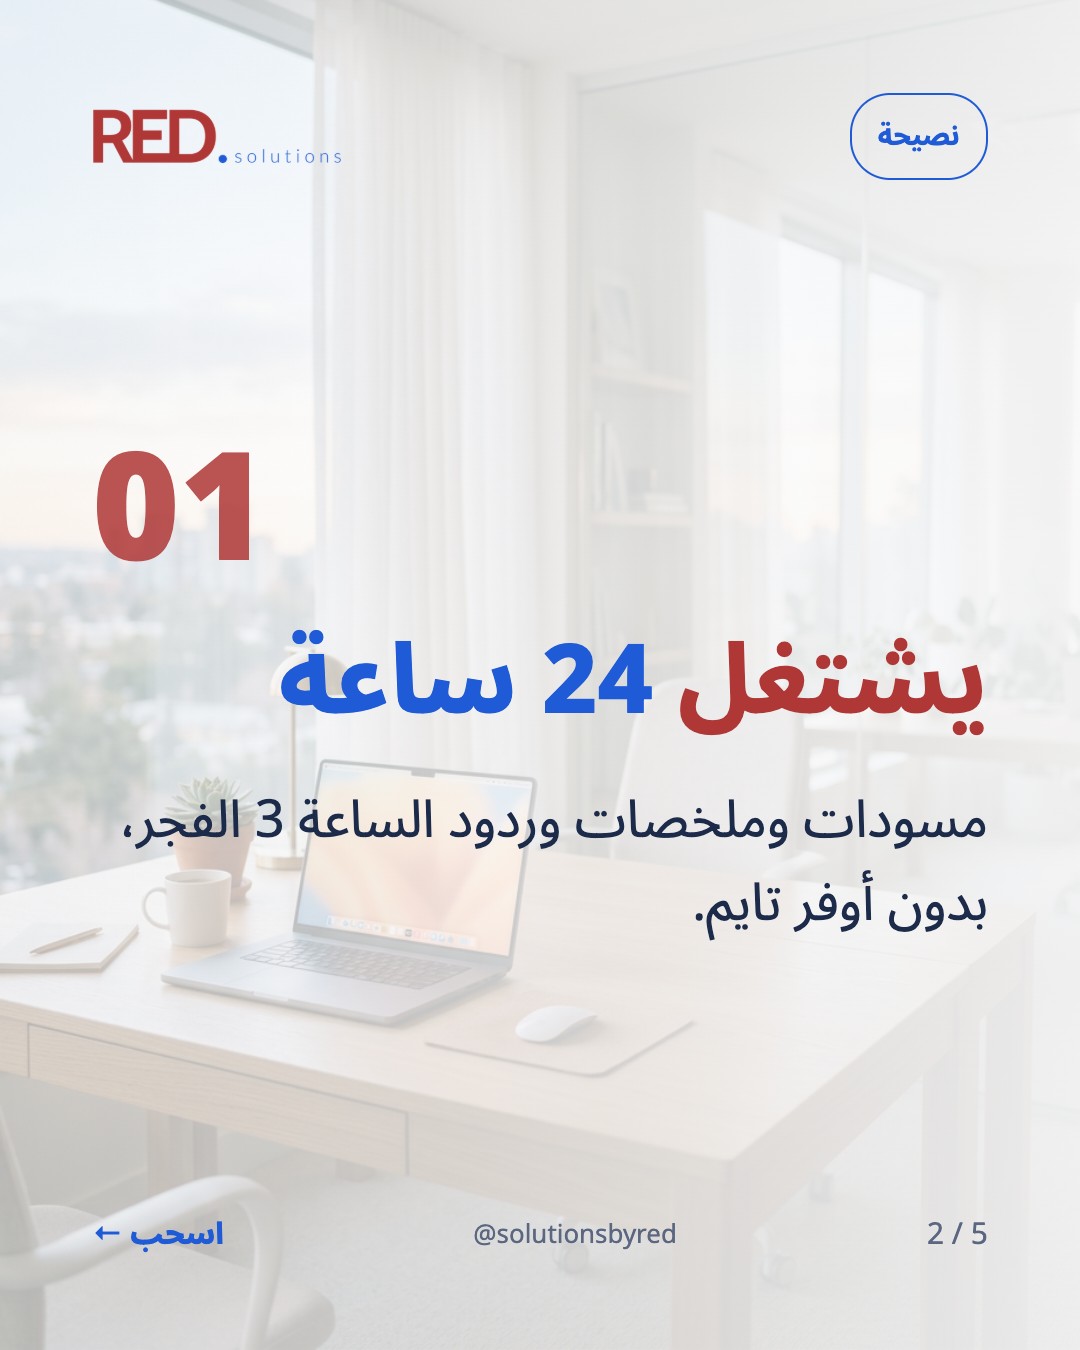 RED. solutions
نصيحة
01
يشتغل 24 ساعة
مسودات وملخصات وردود الساعة 3 الفجر،
بدون أوفر تايم.
اسحب ←
@solutionsbyred
2 / 5